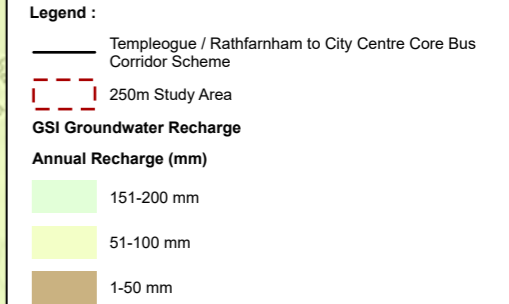 Legend :
Templeogue / Rathfarnham to City Centre Core Bus
Corridor Scheme
250m Study Area
GSI Groundwater Recharge
Annual Recharge (mm)
151-200 mm
51-100 mm
1-50 mm